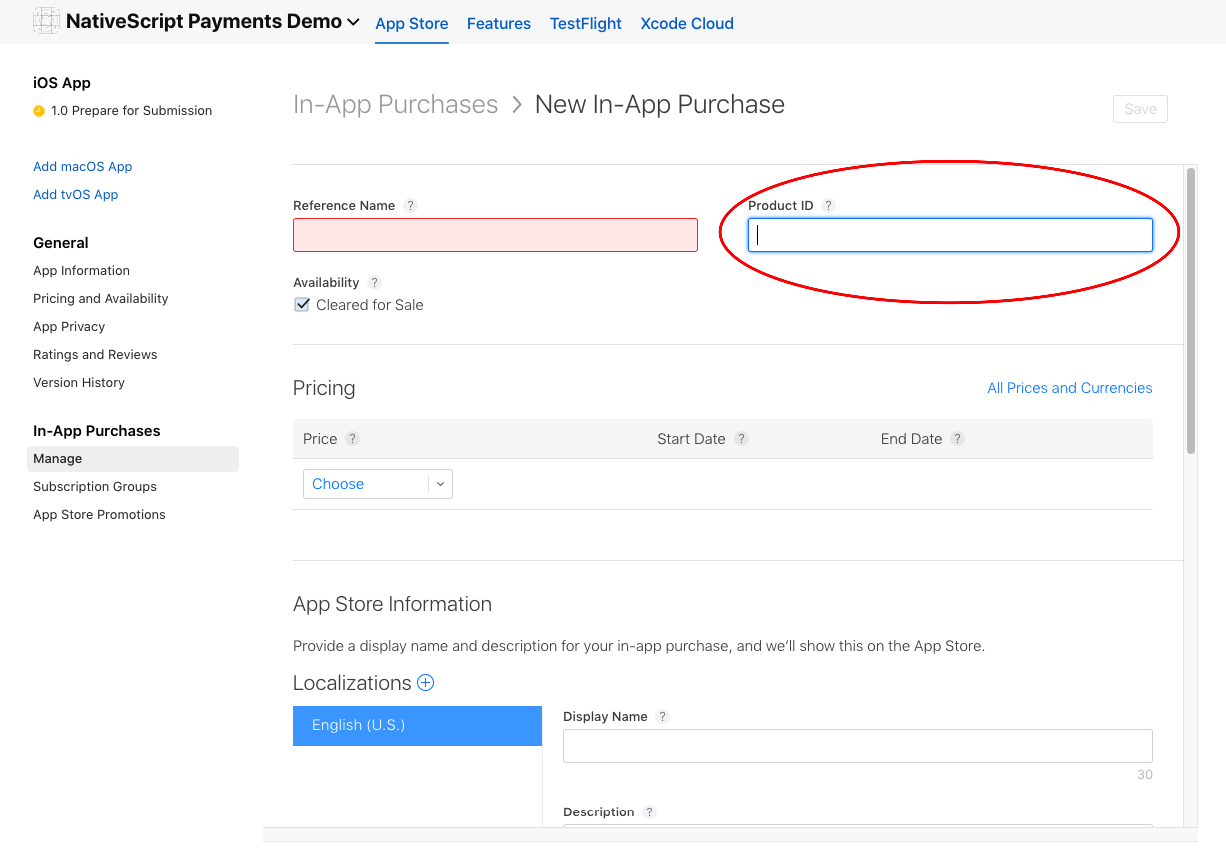 NativeScript Payments Demo App Store Features TestFlight Xcode Cloud
iOS App
1.0 Prepare for Submission
Add macOS App
Add tvOS App
General
App Information
Pricing and Availability
App Privacy
Ratings and Reviews
Version History
In-App Purchases
Manage
Subscription Groups
App Store Promotions
In-App Purchases > New In-App Purchase
Save
Reference Name ?
Product ID ?
Availability ?
Cleared for Sale
Pricing
All Prices and Currencies
Price ? Start Date ? End Date ?
Choose
App Store Information
Provide a display name and description for your in-app purchase, and we’ll show this on the App Store.
Localizations
English (U.S.)
Display Name ?
30
Description ?